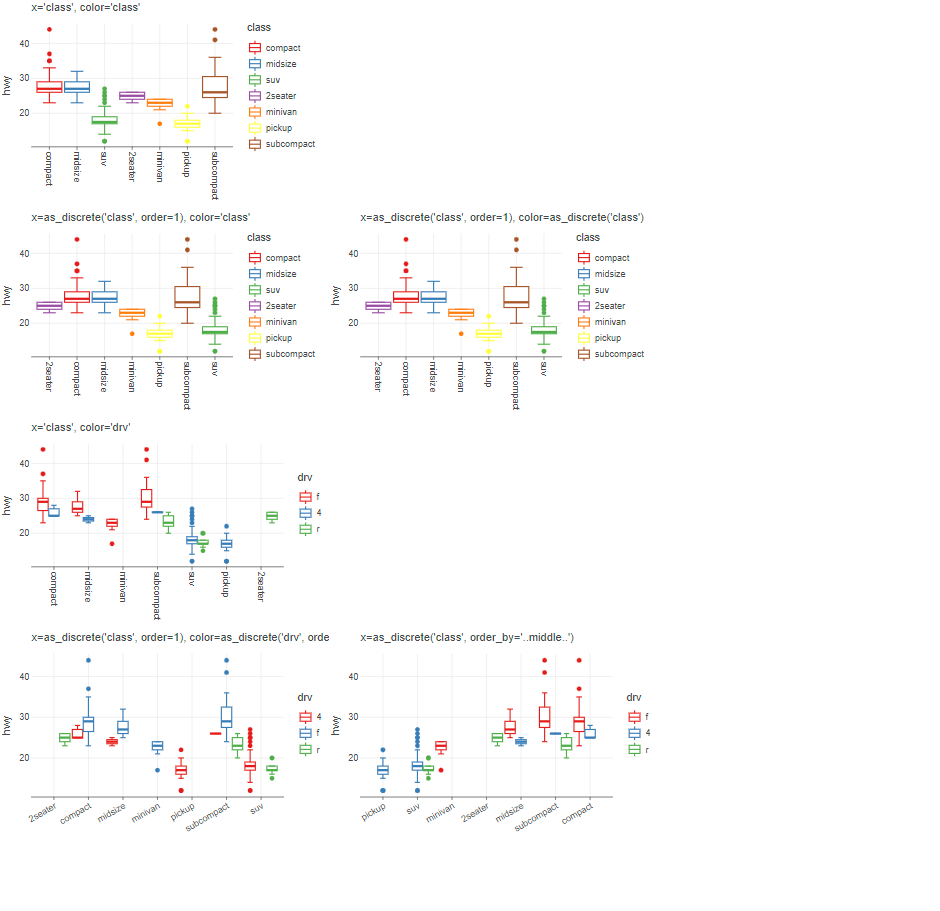 x='class', color='class'
class
compact
midsize
suv
2seater
minivan
pickup
subcompact
hwy
40
30
20
compact
midsize
suv
2seater
minivan
pickup
subcompact
x=as_discrete('class', order=1), color='class'
class
compact
midsize
suv
2seater
minivan
pickup
subcompact
hwy
40
30
20
2seater
compact
midsize
minivan
pickup
subcompact
suv
x=as_discrete('class', order=1), color=as_discrete('class')
class
compact
midsize
suv
2seater
minivan
pickup
subcompact
hwy
40
30
20
2seater
compact
midsize
minivan
pickup
subcompact
suv
x='class', color='drv'
drv
f
4
r
hwy
40
30
20
compact
midsize
minivan
subcompact
suv
pickup
2seater
x=as_discrete('class', order=1), color=as_discrete('drv', orde
drv
4
f
r
hwy
40
30
20
2seater
compact
midsize
minivan
pickup
subcompact
suv
x=as_discrete('class', order_by='..middle..')
drv
f
4
r
hwy
40
30
20
pickup
suv
minivan
2seater
midsize
subcompact
compact